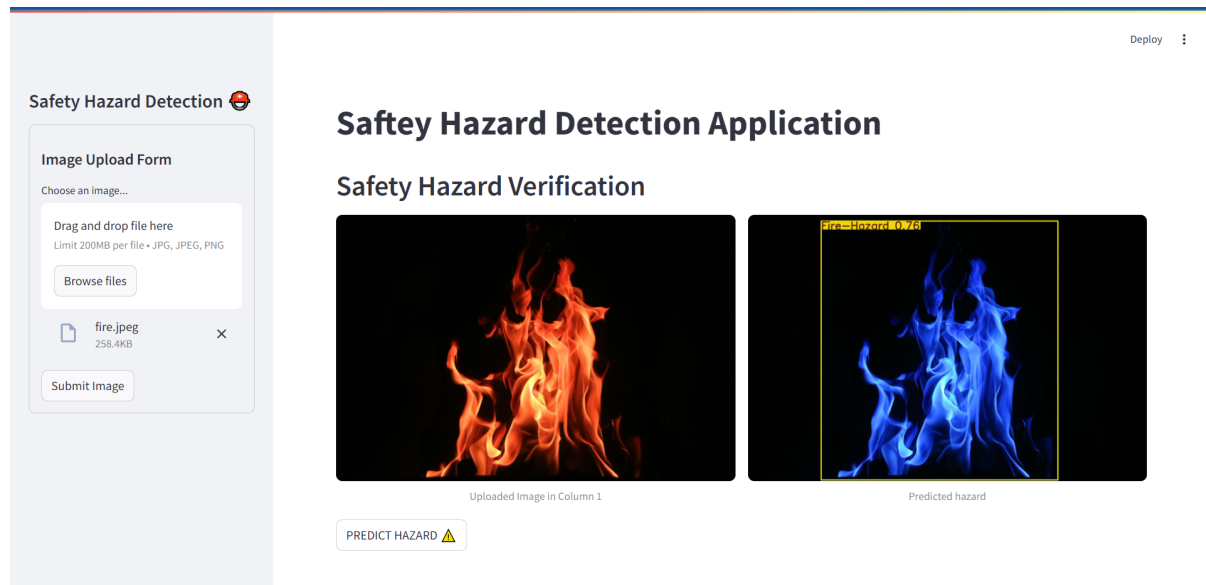 Deploy
Safety Hazard Detection
Image Upload Form
Choose an image...
Drag and drop file here
Limit 200MB per file • JPG, JPEG, PNG
Browse files
fire.jpeg
258.4KB
Submit Image
Saftey Hazard Detection Application
Safety Hazard Verification
Fire-Hazard 0.76
Uploaded Image in Column 1
Predicted hazard
PREDICT HAZARD